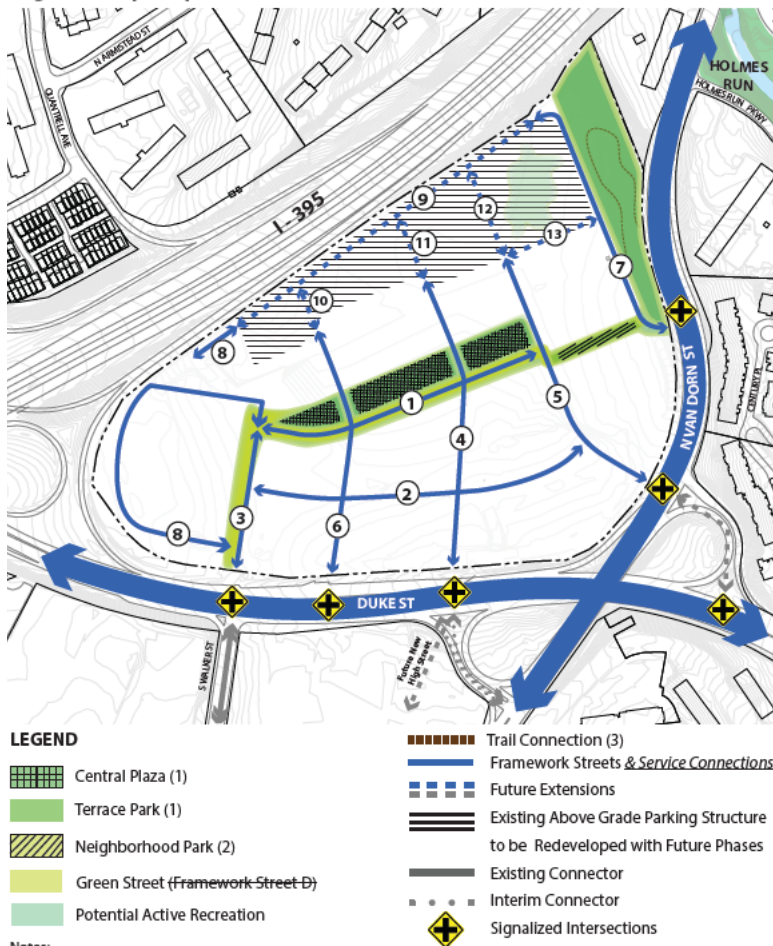 N ARMISTEAD ST
QUANTRELL AVE
HOLMES
RUN
HOLMES RUN PKWY
I - 395
9
12
11
13
10
7
8
1
5
4
2
3
6
8
N VAN DORN ST
CENTURY PL
DUKE ST
S WALKER ST
Future New
High Street
LEGEND
Central Plaza (1)
Terrace Park (1)
Neighborhood Park (2)
Green Street (Framework Street D)
Potential Active Recreation
Trail Connection (3)
Framework Streets & Service Connections
Future Extensions
Existing Above Grade Parking Structure
to be Redeveloped with Future Phases
Existing Connector
Interim Connector
Signalized Intersections